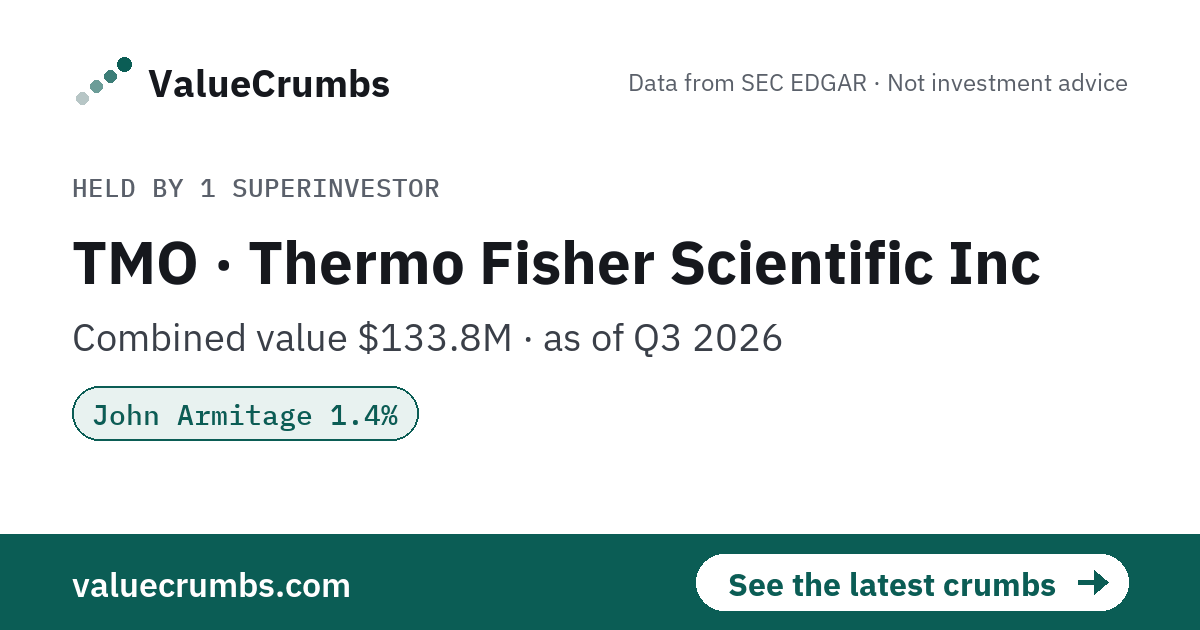 ValueCrumbs
Data from SEC EDGAR · Not investment advice
HELD BY 1 SUPERINVESTOR
TMO · Thermo Fisher Scientific Inc
Combined value $133.8M · as of Q3 2026
John Armitage 1.4%
valuecrumbs.com
See the latest crumbs